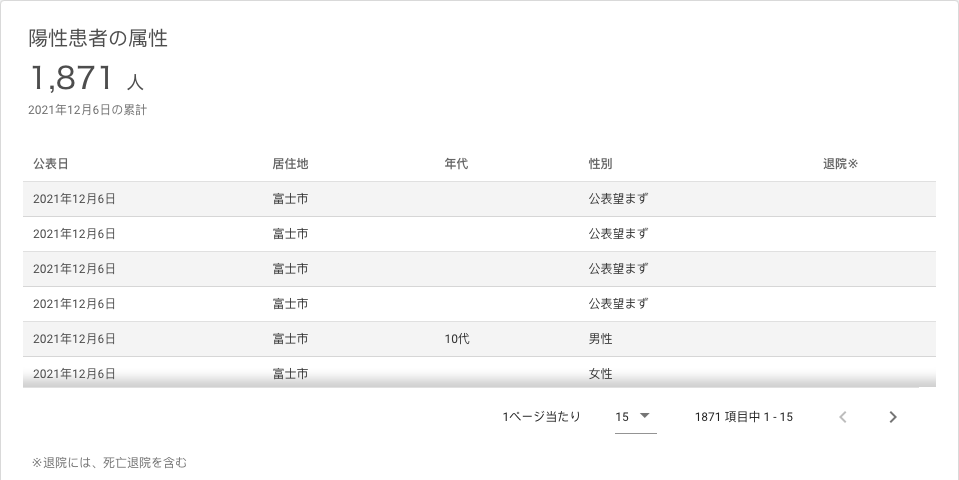 陽性患者の属性
1,871 人
2021年12月6日の累計
公表日 居住地 年代 性別 退院※
2021年12月6日 富士市 公表望まず
2021年12月6日 富士市 公表望まず
2021年12月6日 富士市 公表望まず
2021年12月6日 富士市 公表望まず
2021年12月6日 富士市 10代 男性
2021年12月6日 富士市 女性
1ページ当たり 15 1871 項目中 1 - 15
※退院には、死亡退院を含む